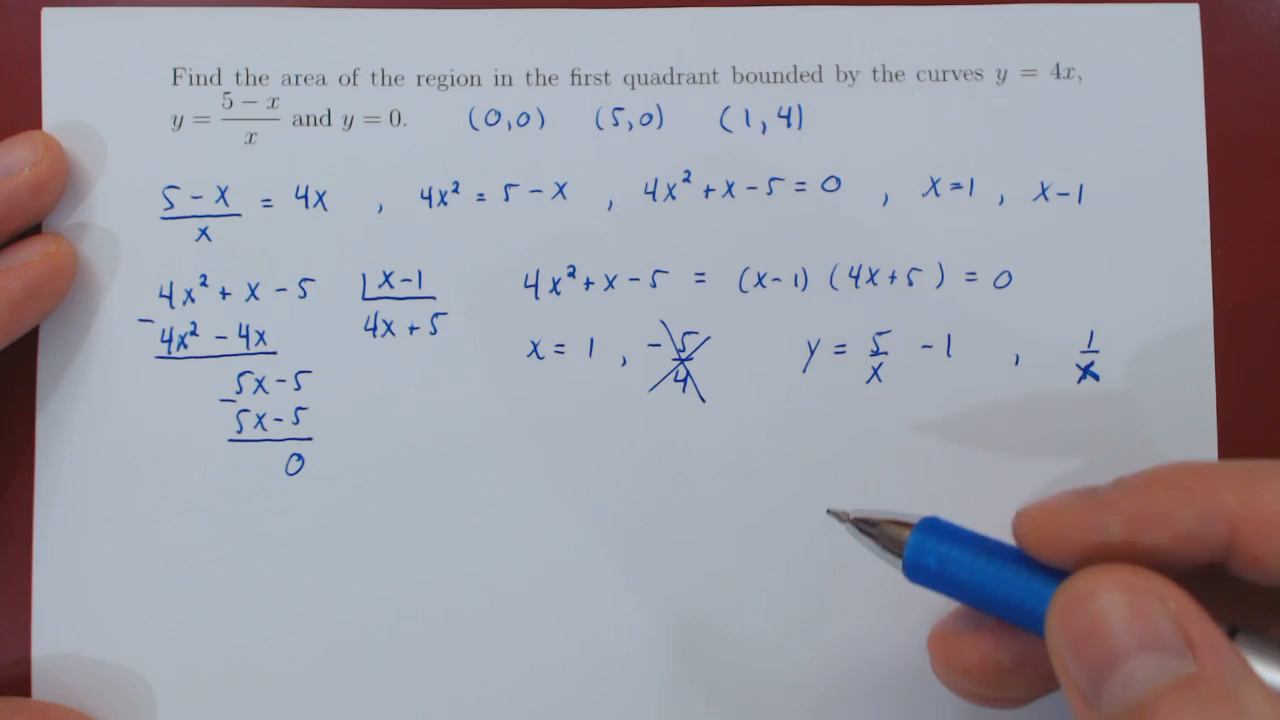 Find the area of the region in the first quadrant bounded by the curves y = 4x,
y = (5 − x)/x and y = 0. (0,0) (5,0) (1,4)
(5 − x)/x = 4x , 4x² = 5 − x , 4x² + x − 5 = 0 , x = 1 , x − 1
4x² + x − 5 | x − 1
− 4x² − 4x 4x + 5
5x − 5
− 5x − 5
0
4x² + x − 5 = (x − 1) (4x + 5) = 0
x = 1 , −5/4 y = 5/x − 1 , 1/x